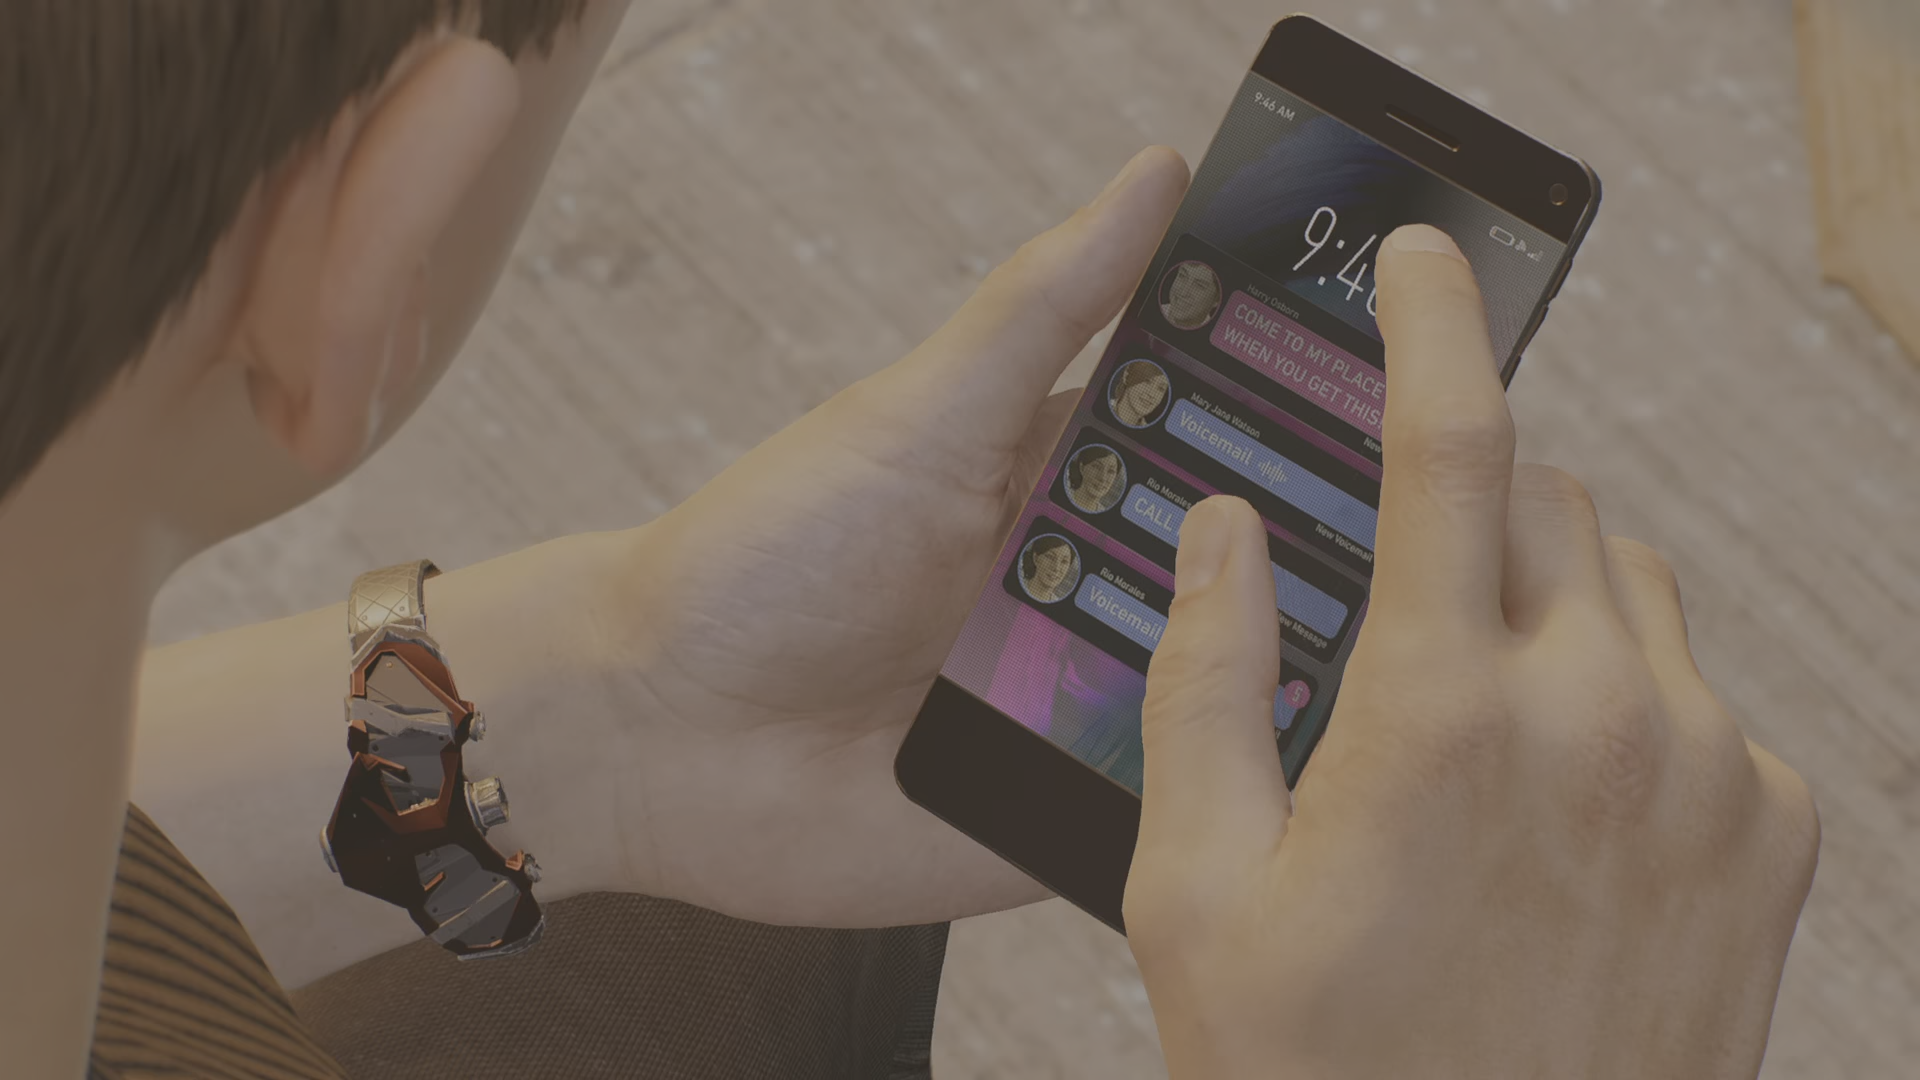 9:46 AM
9:4
Harry Osborn
COME TO MY PLACE
WHEN YOU GET THIS
New
Mary Jane Watson
Voicemail
New Voicemail
Rio Morales
CALL
New Message
Rio Morales
Voicemail
5